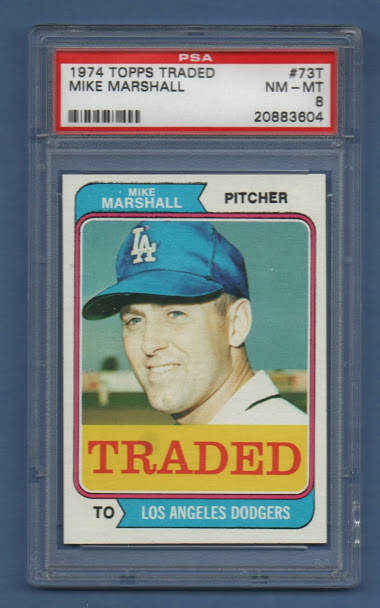 PSA
1974 TOPPS TRADED #73T
MIKE MARSHALL NM - MT
8
20883604
MIKE
MARSHALL
PITCHER
LA
TRADED
TO LOS ANGELES DODGERS